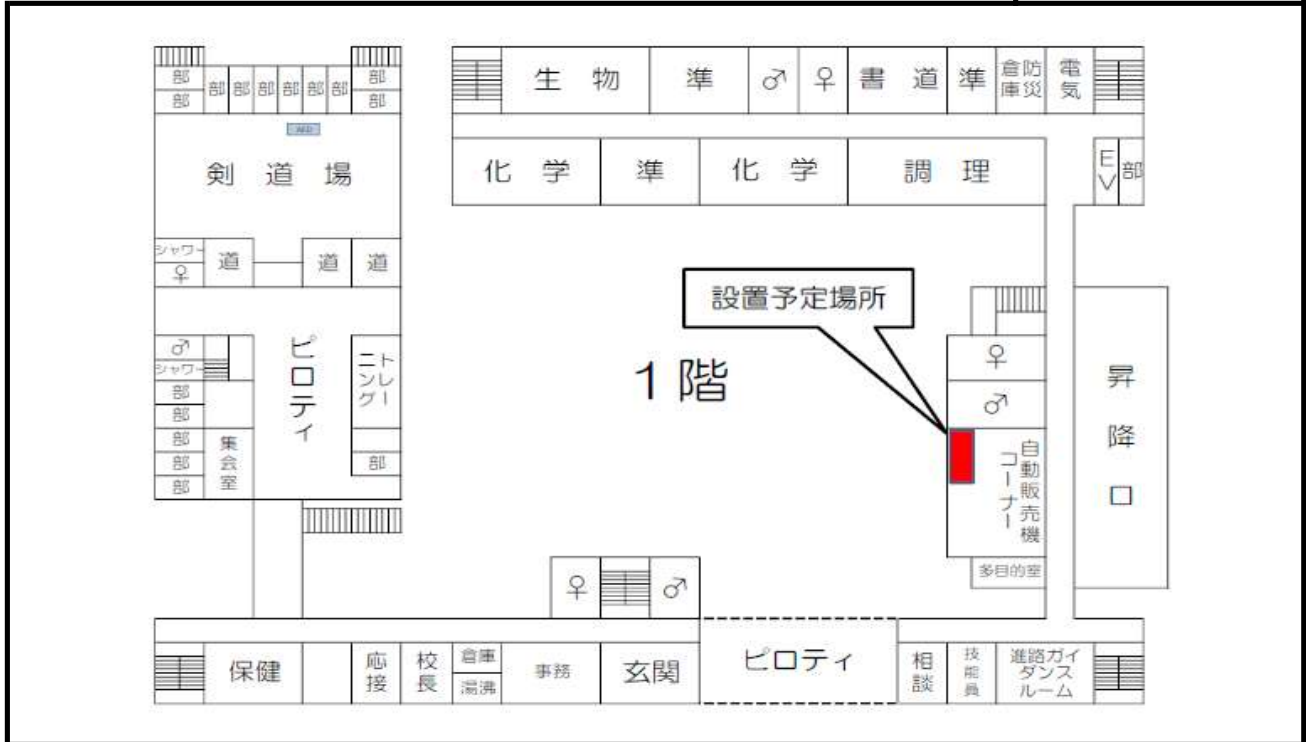 部
部
部
部
部
部
部
部
部
部
AED
剣道場
シャワー
♀
道
道
道
♂
シャワー
部
部
部
部
部
集会室
ピロティ
トレーニング
部
生物
準
♂
♀
書道
準
防災倉庫
電気
化学
準
化学
調理
EV
部
設置予定場所
1階
♀
♂
自動販売機コーナー
多目的室
昇降口
♀
♂
保健
応接
校長
倉庫
湯沸
事務
玄関
ピロティ
相談
技能員
進路ガイ
ダンス
ルーム